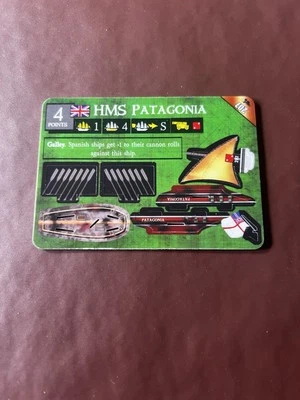 4
POINTS
HMS PATAGONIA
1 4 S
Galley. Spanish ships get -1 to their cannon rolls
against this ship.
PATAGONIA
PATAGONIA